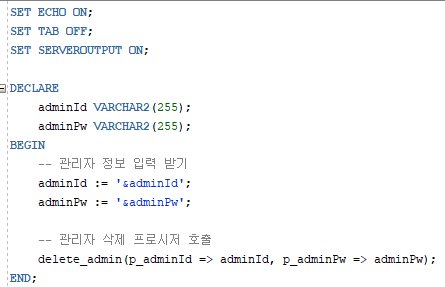 SET ECHO ON;
SET TAB OFF;
SET SERVEROUTPUT ON;
DECLARE
adminId VARCHAR2(255);
adminPw VARCHAR2(255);
BEGIN
-- 관리자 정보 입력 받기
adminId := '&adminId';
adminPw := '&adminPw';
-- 관리자 삭제 프로시저 호출
delete_admin(p_adminId => adminId, p_adminPw => adminPw);
END;